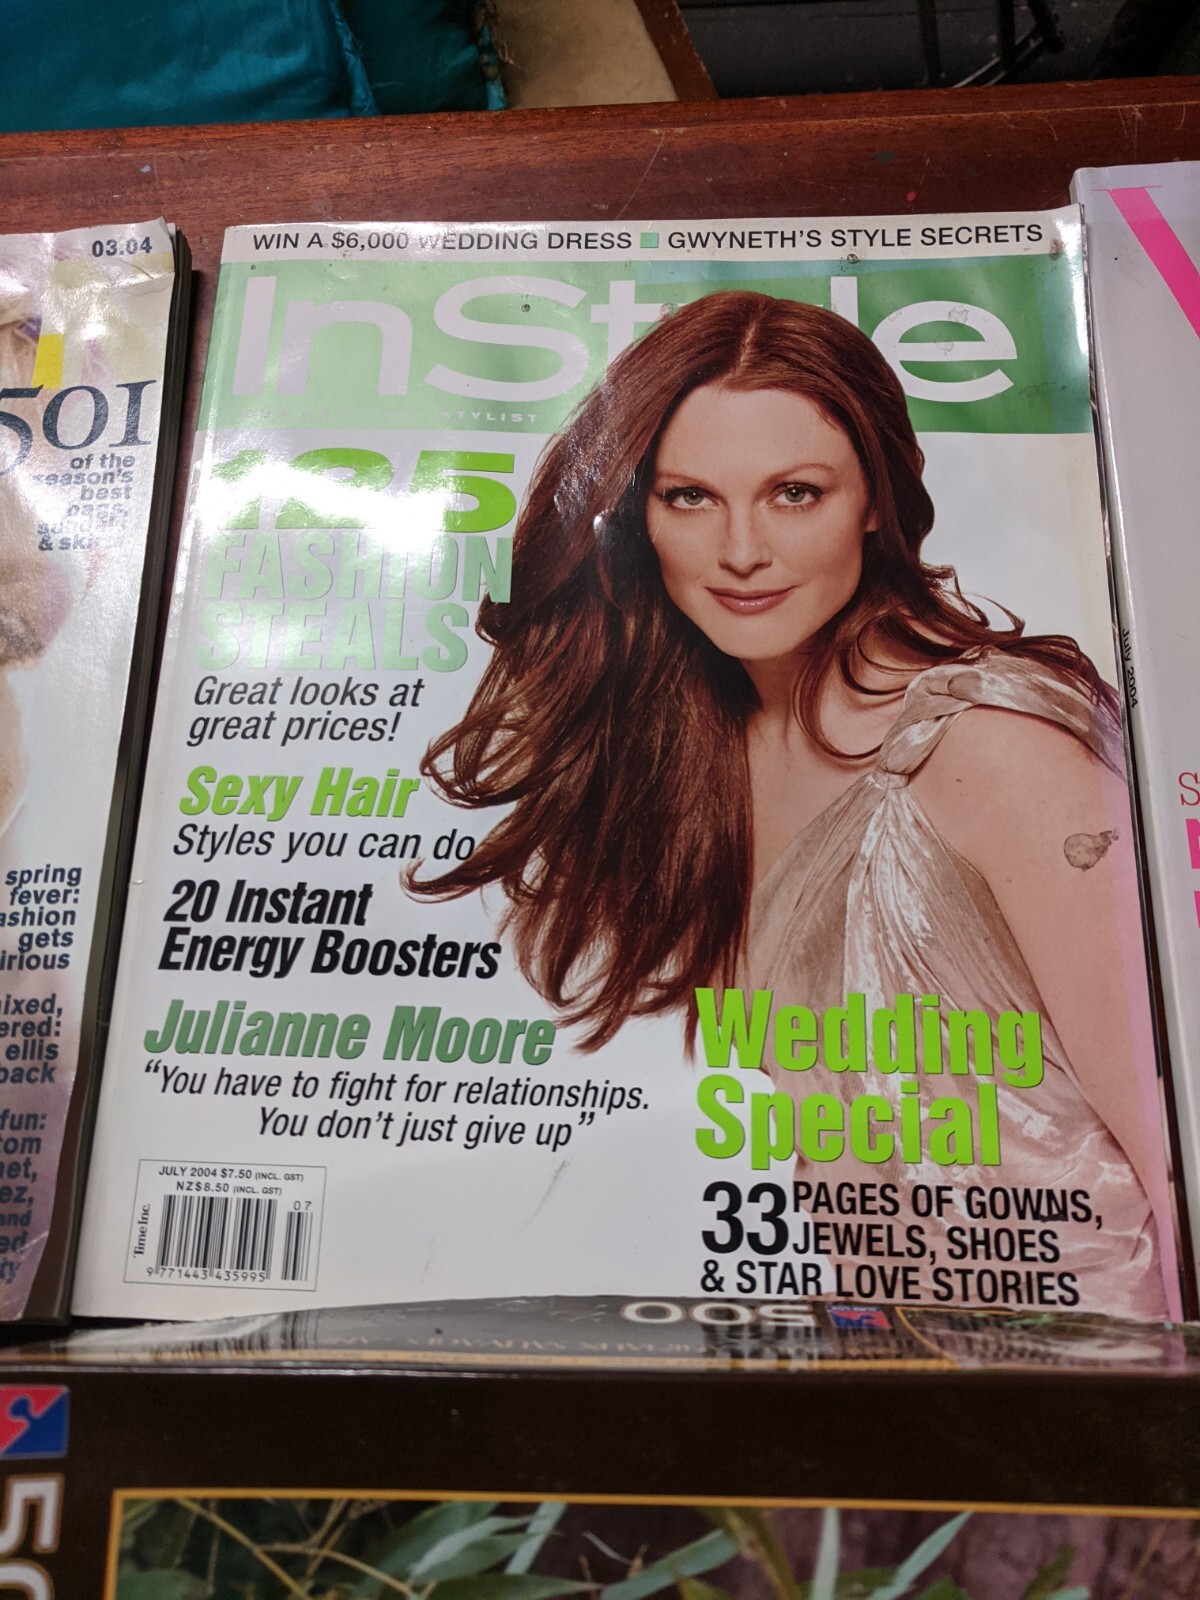 WIN A $6,000 WEDDING DRESS GWYNETH'S STYLE SECRETS
InStyle
STYLIST
FASHION
STEALS
Great looks at
great prices!
Sexy Hair
Styles you can do
20 Instant
Energy Boosters
Julianne Moore
"You have to fight for relationships.
You don't just give up"
Wedding
Special
33 PAGES OF GOWNS,
JEWELS, SHOES
& STAR LOVE STORIES
JULY 2004 $7.50 (INCL. GST)
NZ$8.50 (INCL. GST)
07
Time Inc.
9 771443 435995
03.04
501
of the
season's
best
spring
fever:
gets
ellis
back
fun:
July 2004
500